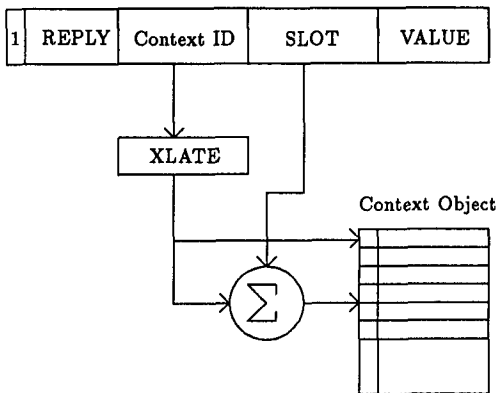 1 REPLY Context ID SLOT VALUE
XLATE
Context Object
Σ